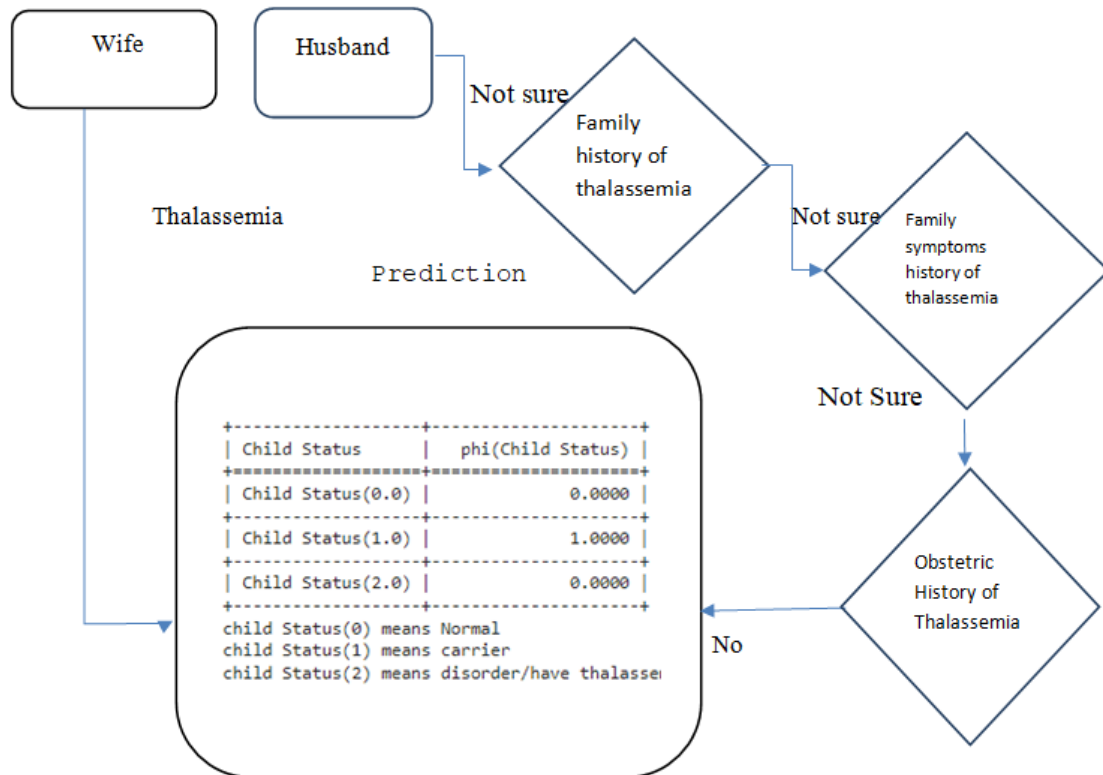 Wife
Husband
Not sure
Family
history of
thalassemia
Not sure
Family
symptoms
history of
thalassemia
Thalassemia
Prediction
Not Sure
+-------------------+---------------------+
| Child Status      |   phi(Child Status) |
+===================+=====================+
| Child Status(0.0) |              0.0000 |
+-------------------+---------------------+
| Child Status(1.0) |              1.0000 |
+-------------------+---------------------+
| Child Status(2.0) |              0.0000 |
+-------------------+---------------------+
child Status(0) means Normal
child Status(1) means carrier
child Status(2) means disorder/have thalasse
Obstetric
History of
Thalassemia
No